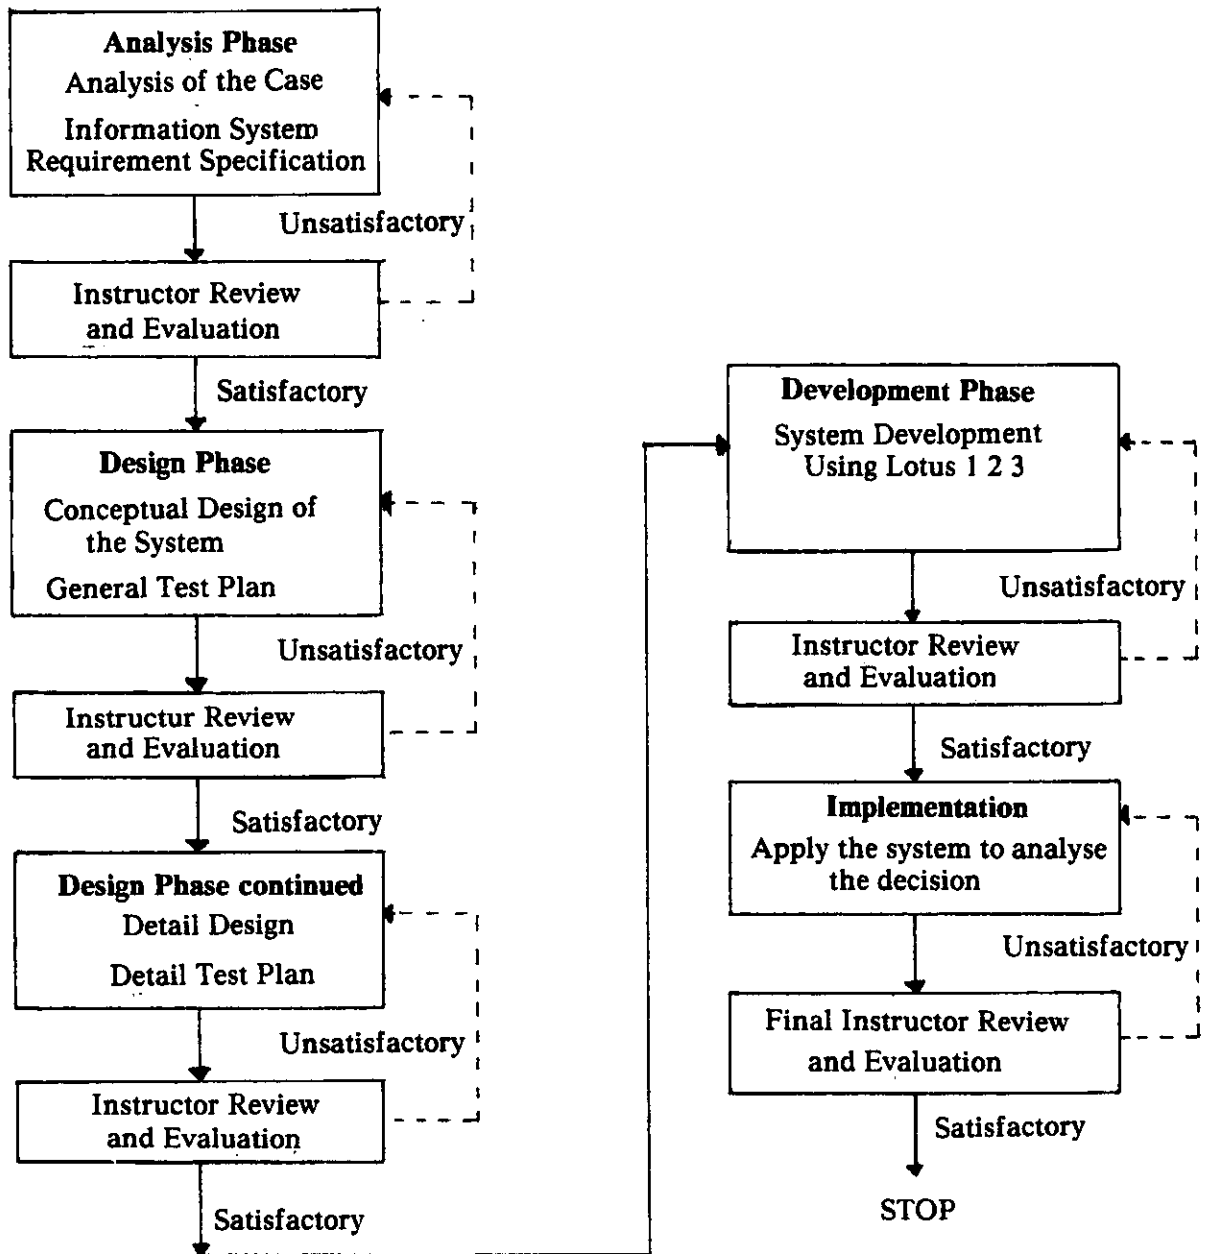 Analysis Phase
Analysis of the Case
Information System
Requirement Specification
Unsatisfactory
Instructor Review
and Evaluation
Satisfactory
Design Phase
Conceptual Design of
the System
General Test Plan
Unsatisfactory
Instructur Review
and Evaluation
Satisfactory
Design Phase continued
Detail Design
Detail Test Plan
Unsatisfactory
Instructor Review
and Evaluation
Satisfactory
Development Phase
System Development
Using Lotus 1 2 3
Unsatisfactory
Instructor Review
and Evaluation
Satisfactory
Implementation
Apply the system to analyse
the decision
Unsatisfactory
Final Instructor Review
and Evaluation
Satisfactory
STOP